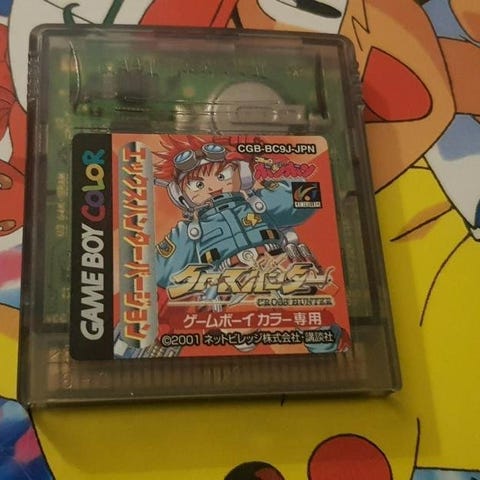 CGB-BC9J-JPN
GAME BOY COLOR
エックスハンターバージョン
GAMEVILLAGE
クロスハンター
CROSS HUNTER
ゲームボーイカラー専用
©2001 ネットビレッジ株式会社・講談社